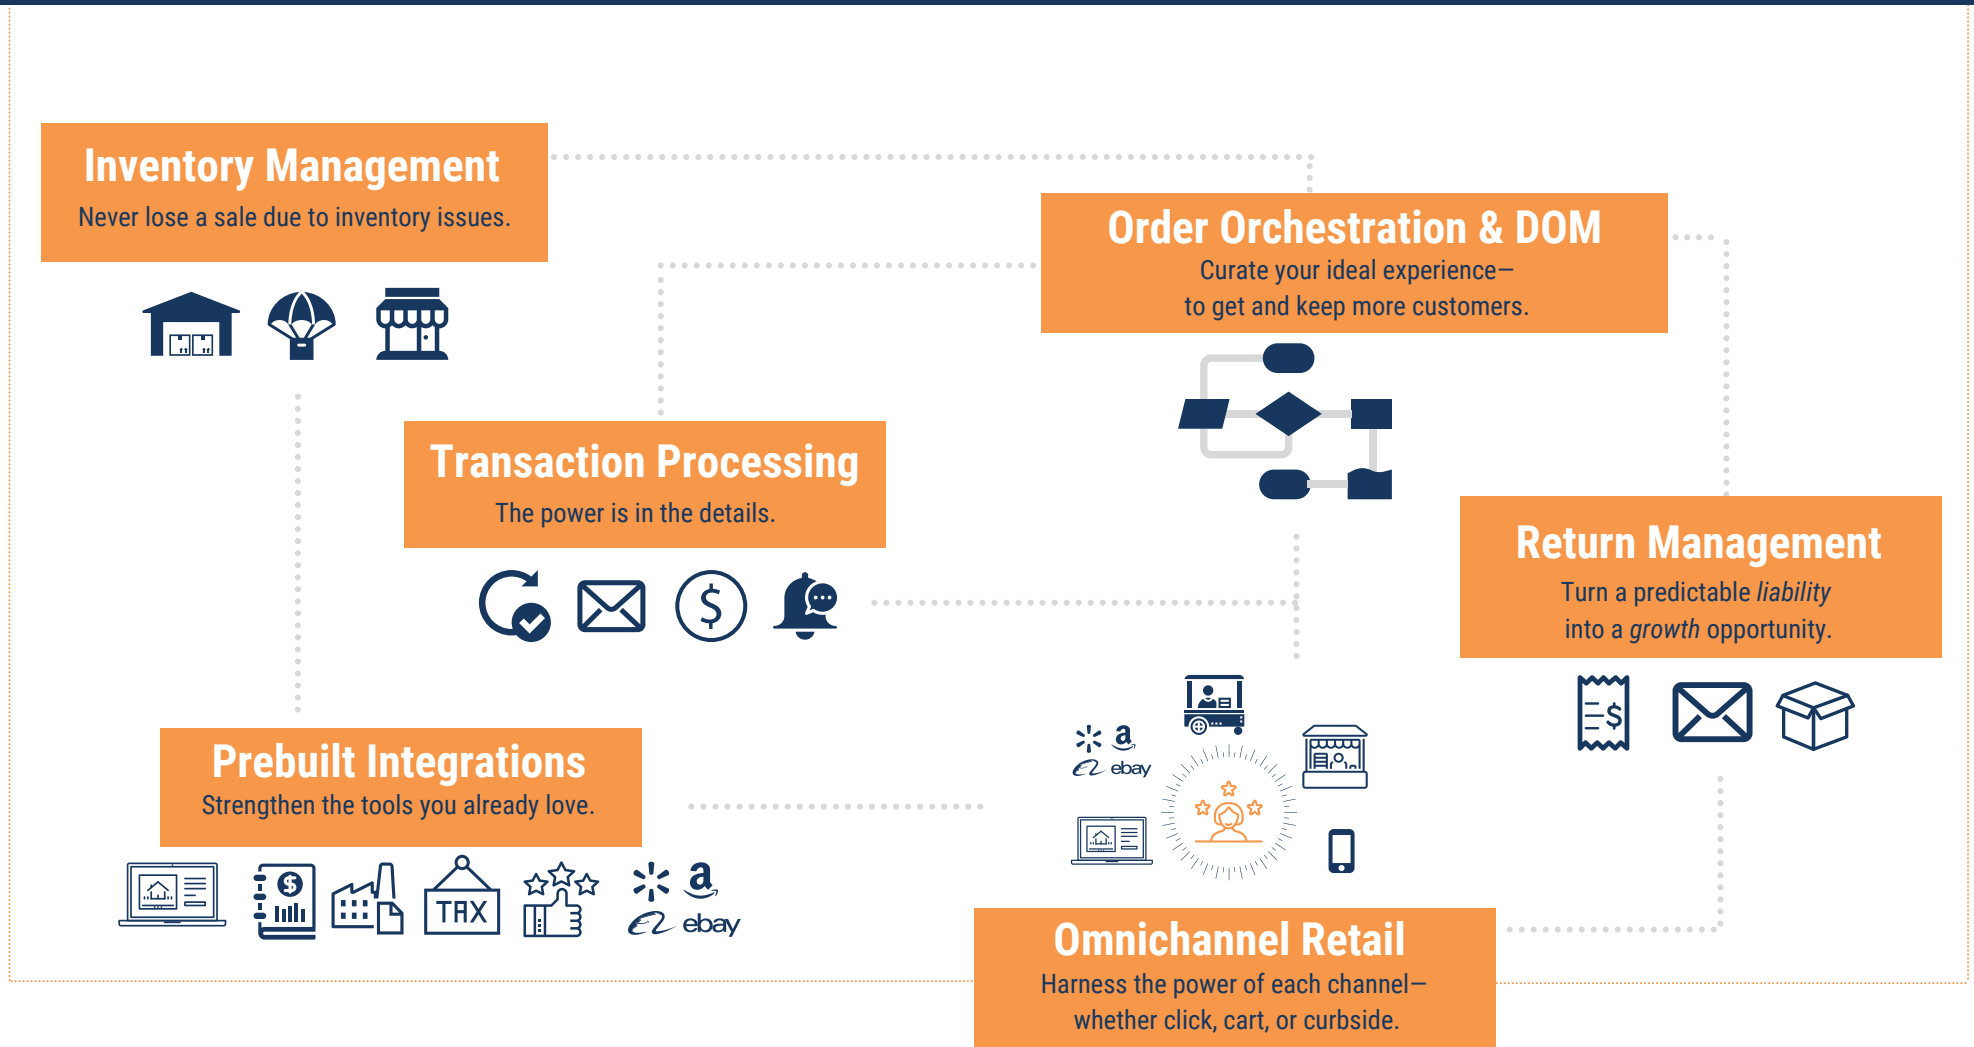 Inventory Management
Never lose a sale due to inventory issues.
Order Orchestration & DOM
Curate your ideal experience—
to get and keep more customers.
Transaction Processing
The power is in the details.
$
Return Management
Turn a predictable liability
into a growth opportunity.
$
a
ebay
Prebuilt Integrations
Strengthen the tools you already love.
$
TAX
a
ebay
Omnichannel Retail
Harness the power of each channel—
whether click, cart, or curbside.